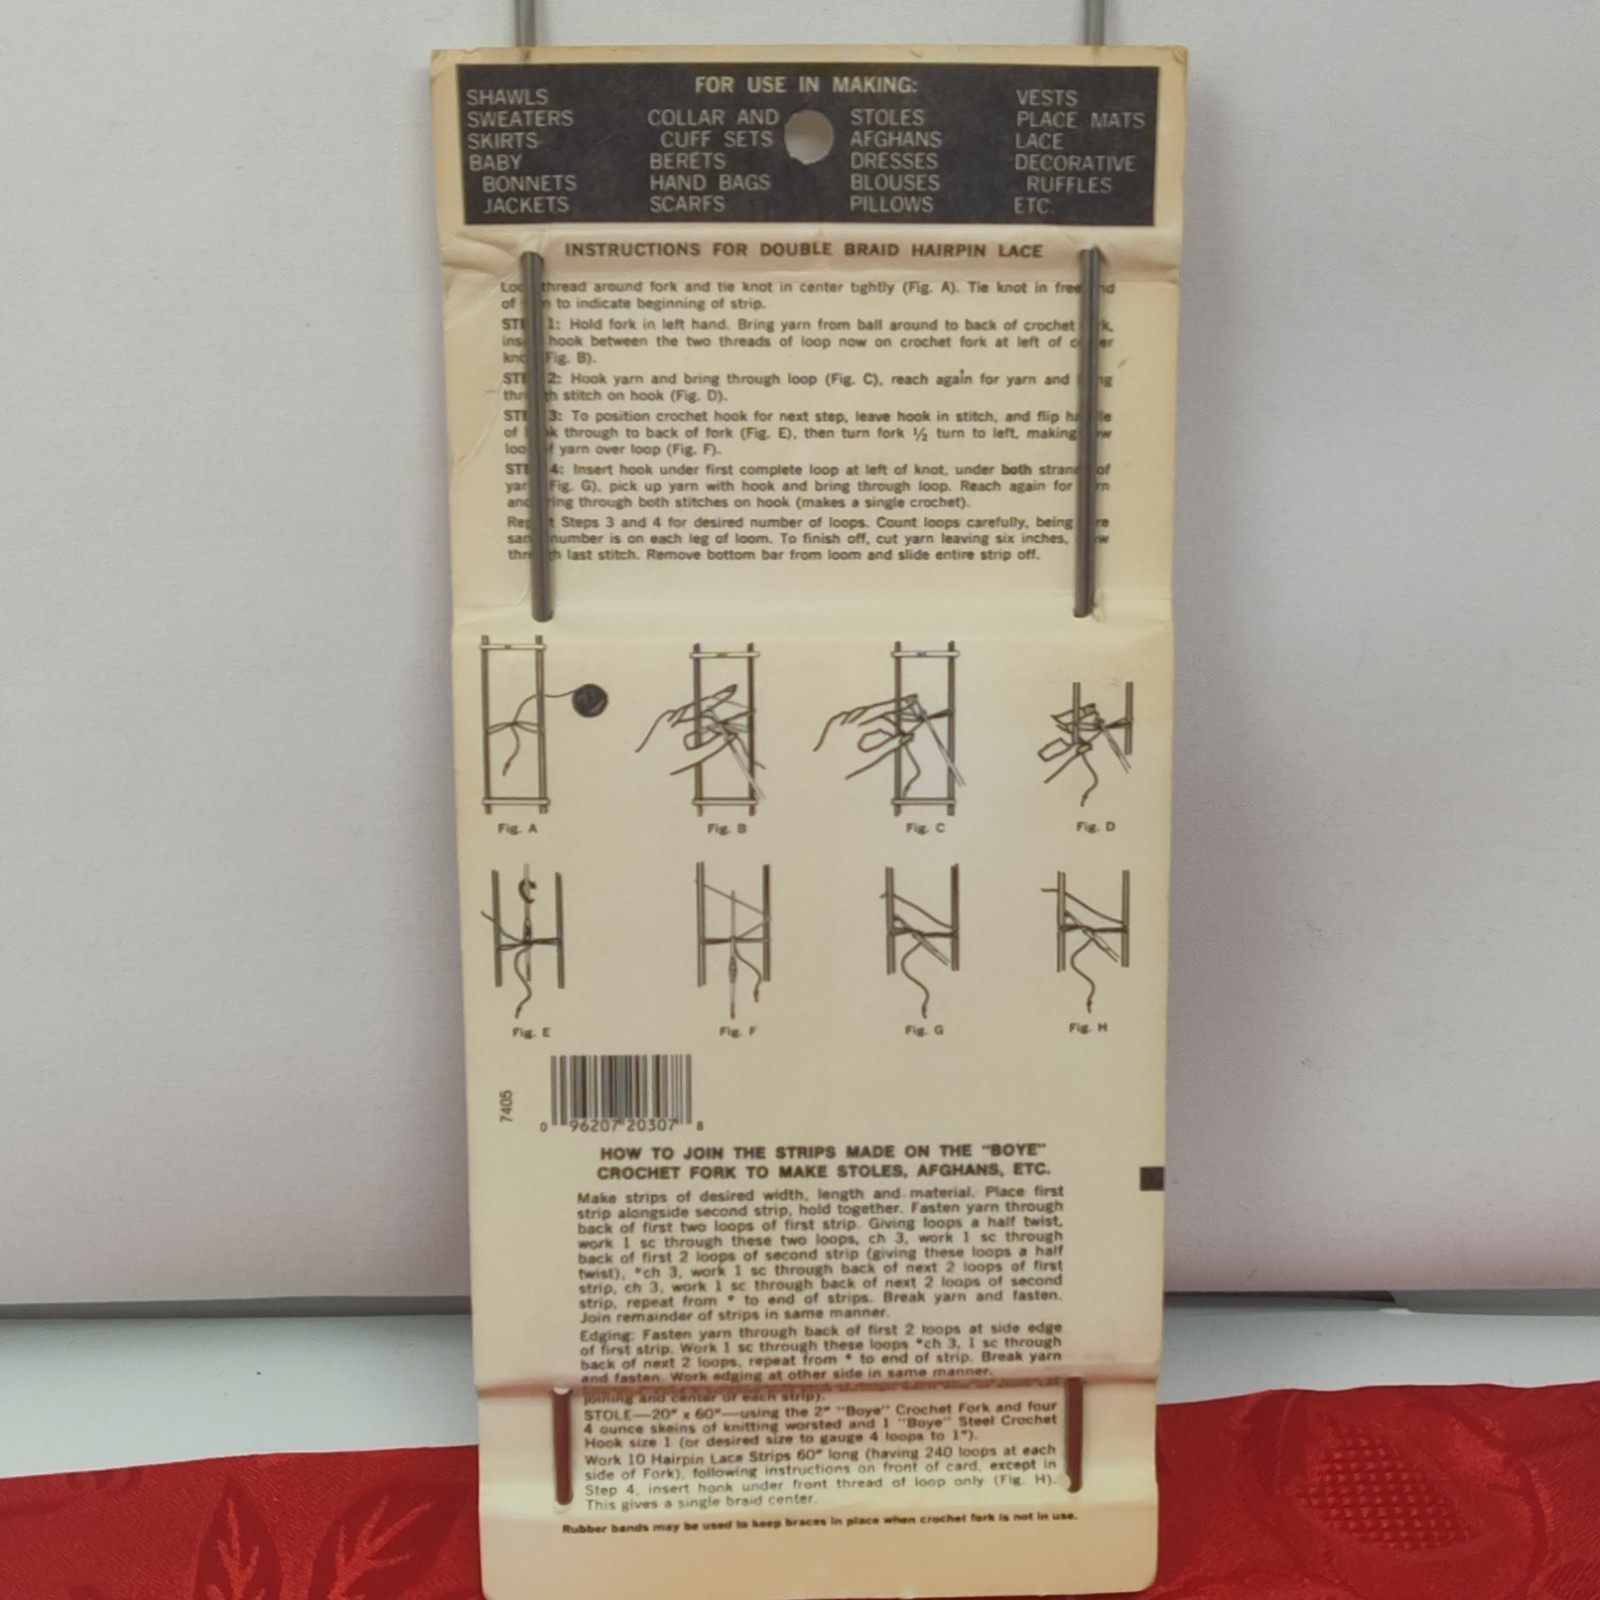 FOR USE IN MAKING:
SHAWLS
SWEATERS
SKIRTS
BABY
BONNETS
JACKETS
COLLAR AND
CUFF SETS
BERETS
HAND BAGS
SCARFS
STOLES
AFGHANS
DRESSES
BLOUSES
PILLOWS
VESTS
PLACE MATS
LACE
DECORATIVE
RUFFLES
ETC.
INSTRUCTIONS FOR DOUBLE BRAID HAIRPIN LACE
thread around fork and tie knot in center tightly (Fig. A). Tie knot in free
of to indicate beginning of strip.
1: Hold fork in left hand. Bring yarn from ball around to back of crochet
hook between the two threads of loop now on crochet fork at left of
Fig. B).
2: Hook yarn and bring through loop (Fig. C), reach again for yarn and
stitch on hook (Fig. D).
3: To position crochet hook for next step, leave hook in stitch, and flip
of through to back of fork (Fig. E), then turn fork ½ turn to left, making
of yarn over loop (Fig. F).
4: Insert hook under first complete loop at left of knot, under both of
Fig. G), pick up yarn with hook and bring through loop. Reach again for
through both stitches on hook (makes a single crochet).
Steps 3 and 4 for desired number of loops. Count loops carefully, being
number is on each leg of loom. To finish off, cut yarn leaving six inches,
last stitch. Remove bottom bar from loom and slide entire strip off.
Fig. A
Fig. B
Fig. C
Fig. D
Fig. E
Fig. F
Fig. G
Fig. H
7405
0 96207 20307 8
HOW TO JOIN THE STRIPS MADE ON THE "BOYE"
CROCHET FORK TO MAKE STOLES, AFGHANS, ETC.
Make strips of desired width, length and material. Place first
strip alongside second strip, hold together. Fasten yarn through
back of first two loops of first strip. Giving loops a half twist,
work 1 sc through these two loops, ch 3, work 1 sc through
back of first 2 loops of second strip (giving these loops a half
twist), *ch 3, work 1 sc through back of next 2 loops of first
strip, ch 3, work 1 sc through back of next 2 loops of second
strip, repeat from * to end of strips. Break yarn and fasten.
Join remainder of strips in same manner.
Edging: Fasten yarn through back of first 2 loops at side edge
of first strip. Work 1 sc through these loops *ch 3, 1 sc through
back of next 2 loops, repeat from * to end of strip. Break yarn
and fasten. Work edging at other side in same manner.
joining and center of each strip).
STOLE—20" x 60"—using the 2" "Boye" Crochet Fork and four
4 ounce skeins of knitting worsted and 1 "Boye" Steel Crochet
Hook size 1 (or desired size to gauge 4 loops to 1").
Work 10 Hairpin Lace Strips 60" long (having 240 loops at each
side of Fork), following instructions on front of card, except in
Step 4, insert hook under front thread of loop only (Fig. H).
This gives a single braid center.
Rubber bands may be used to keep braces in place when crochet fork is not in use.